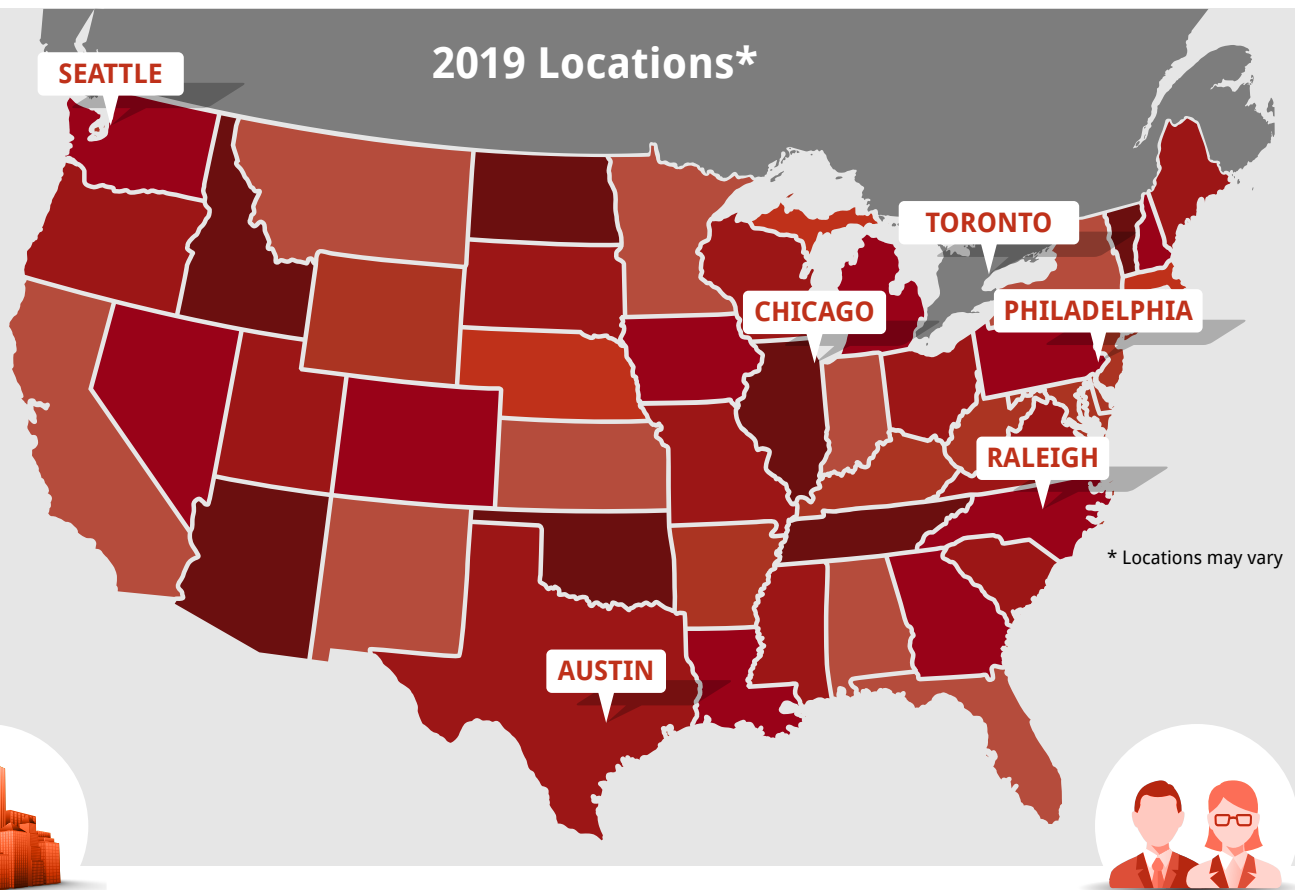 2019 Locations*
SEATTLE
TORONTO
CHICAGO
PHILADELPHIA
RALEIGH
* Locations may vary
AUSTIN